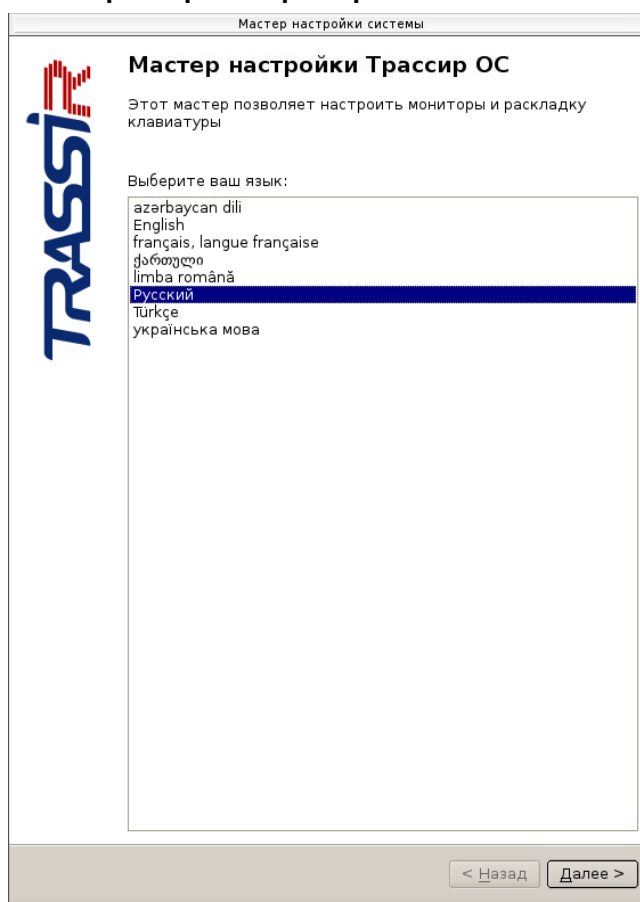 Мастер настройки системы
TRASSIR
Мастер настройки Трассир ОС
Этот мастер позволяет настроить мониторы и раскладку
клавиатуры
Выберите ваш язык:
azərbaycan dili
English
français, langue française
ქართული
limba română
Русский
Türkçe
українська мова
< Назад
Далее >